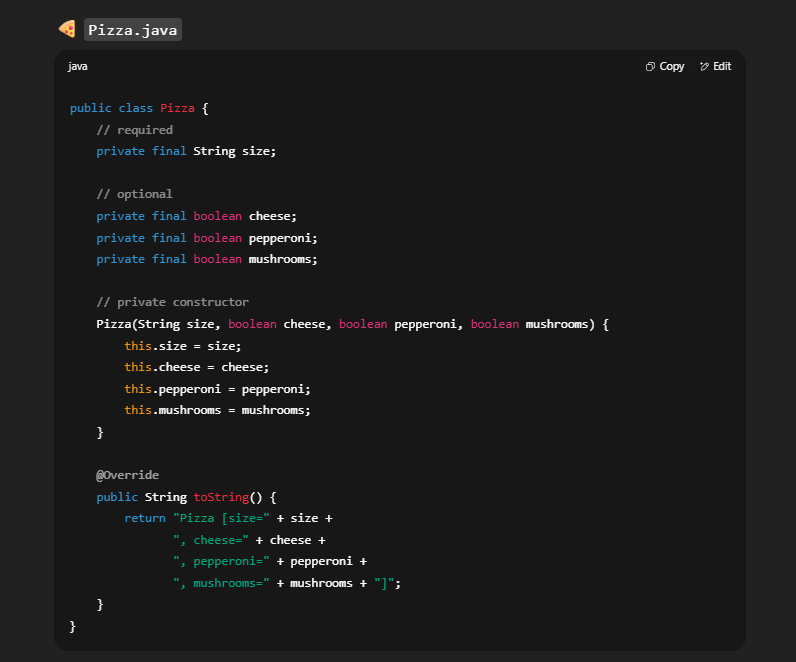 🍕 Pizza.java
java
Copy
Edit
public class Pizza {
    // required
    private final String size;

    // optional
    private final boolean cheese;
    private final boolean pepperoni;
    private final boolean mushrooms;

    // private constructor
    Pizza(String size, boolean cheese, boolean pepperoni, boolean mushrooms) {
        this.size = size;
        this.cheese = cheese;
        this.pepperoni = pepperoni;
        this.mushrooms = mushrooms;
    }

    @Override
    public String toString() {
        return "Pizza [size=" + size +
               ", cheese=" + cheese +
               ", pepperoni=" + pepperoni +
               ", mushrooms=" + mushrooms + "]";
    }
}